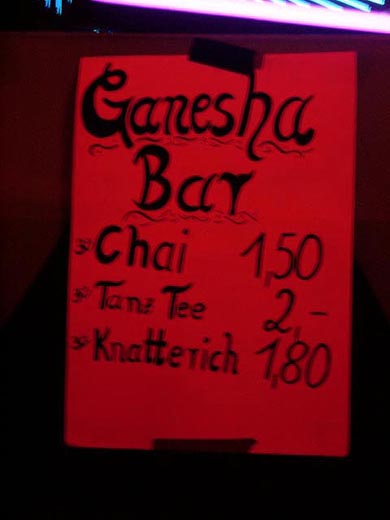 Ganesha
Bar
ॐ Chai 1,50
ॐ Tanz Tee 2,-
ॐ Knatterich 1,80